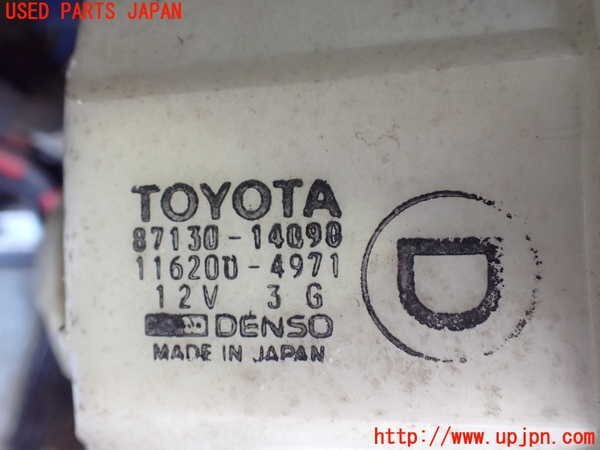 USED PARTS JAPAN
TOYOTA
87130-14090
116200-4971
12V 3G
DENSO
MADE IN JAPAN
D
http://www.upjpn.com/